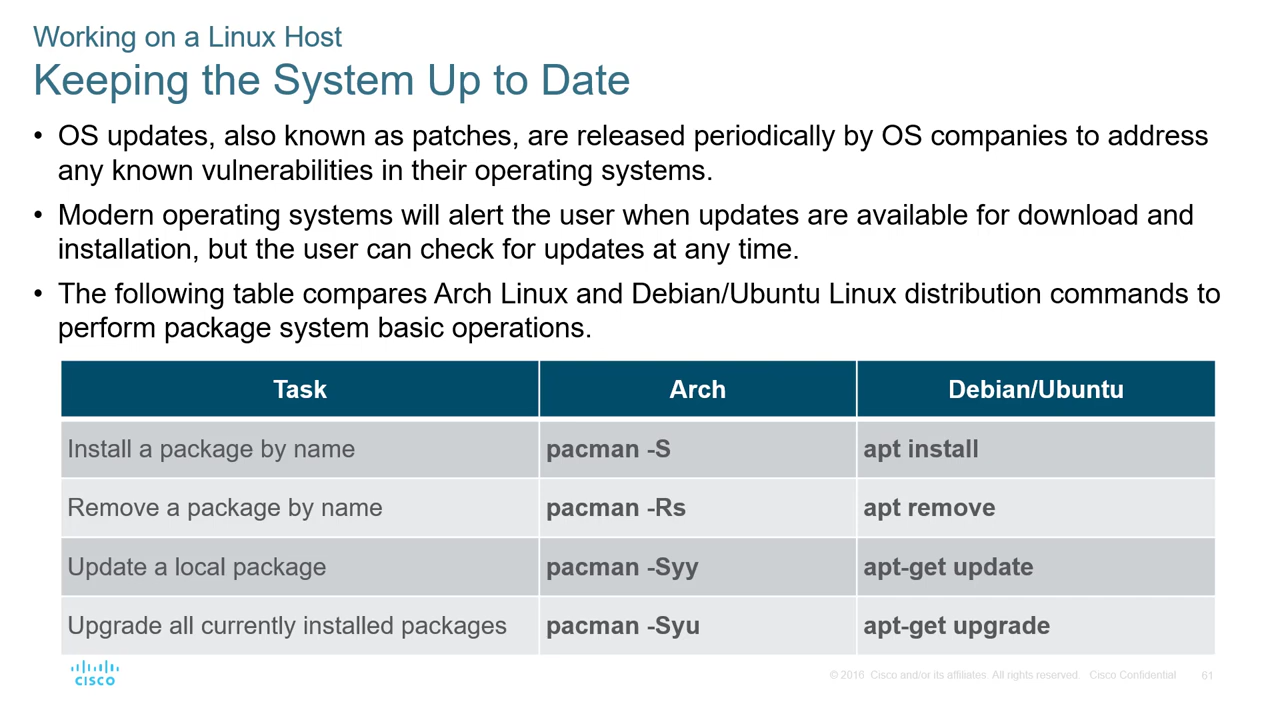 Working on a Linux Host
Keeping the System Up to Date
• OS updates, also known as patches, are released periodically by OS companies to address
any known vulnerabilities in their operating systems.
• Modern operating systems will alert the user when updates are available for download and
installation, but the user can check for updates at any time.
• The following table compares Arch Linux and Debian/Ubuntu Linux distribution commands to
perform package system basic operations.
Task Arch Debian/Ubuntu
Install a package by name pacman -S apt install
Remove a package by name pacman -Rs apt remove
Update a local package pacman -Syy apt-get update
Upgrade all currently installed packages pacman -Syu apt-get upgrade
CISCO
© 2016 Cisco and/or its affiliates. All rights reserved. Cisco Confidential 61